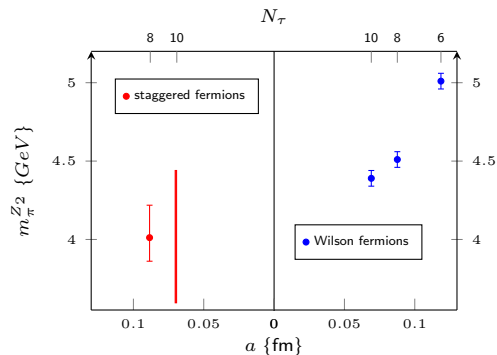 N_τ
8 10 10 8 6
5 5
staggered fermions
4.5 4.5
Wilson fermions
4 4
m_π^{Z_2} {GeV}
0.1 0.05 0 0.05 0.1
a {fm}